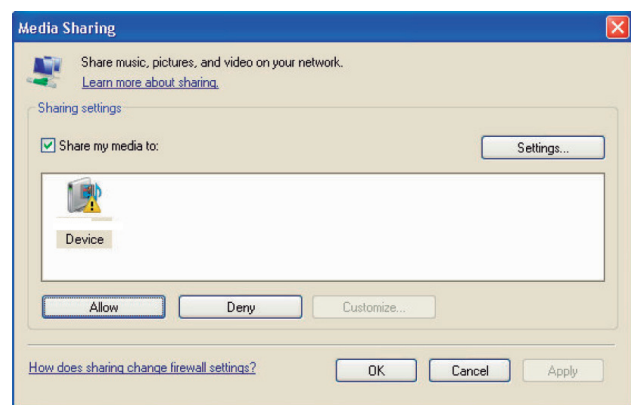 Media Sharing
Share music, pictures, and video on your network.
Learn more about sharing.
Sharing settings
Share my media to:
Settings...
Device
Allow
Deny
Customize...
How does sharing change firewall settings?
OK
Cancel
Apply